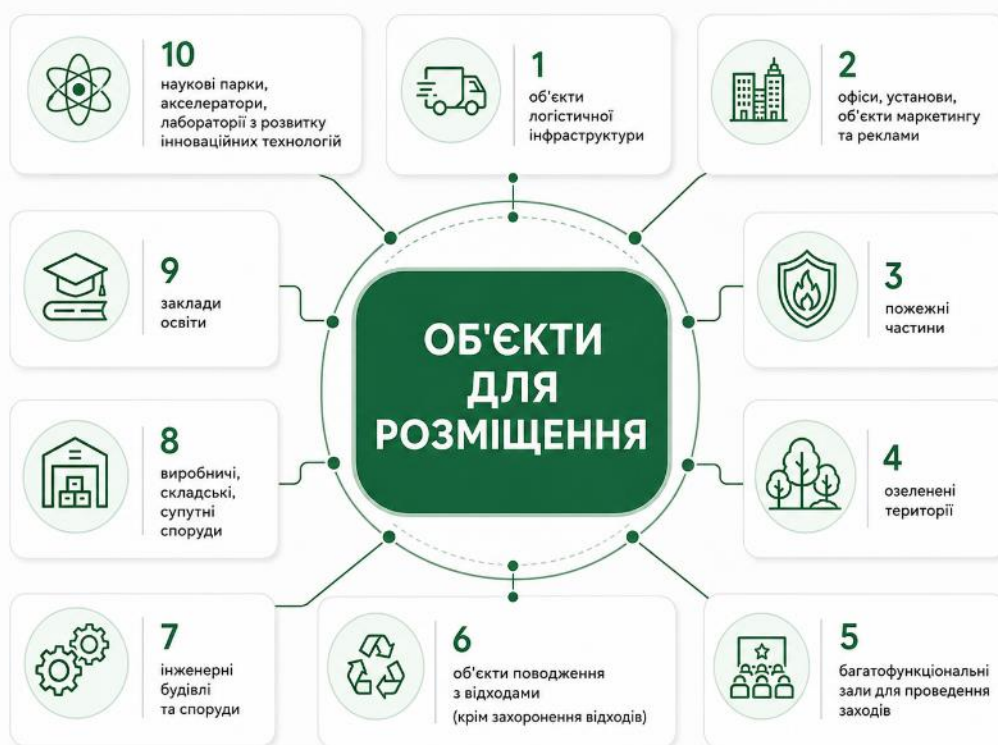 ОБ'ЄКТИ
ДЛЯ
РОЗМІЩЕННЯ
1
об'єкти
логістичної
інфраструктури
2
офіси, установи,
об'єкти маркетингу
та реклами
3
пожежні
частини
4
озеленені
території
5
багатофункціональні
зали для проведення
заходів
6
об'єкти поводження
з відходами
(крім захоронення відходів)
7
інженерні
будівлі
та споруди
8
виробничі,
складські,
супутні
споруди
9
заклади
освіти
10
наукові парки,
акселератори,
лабораторії з розвитку
інноваційних технологій